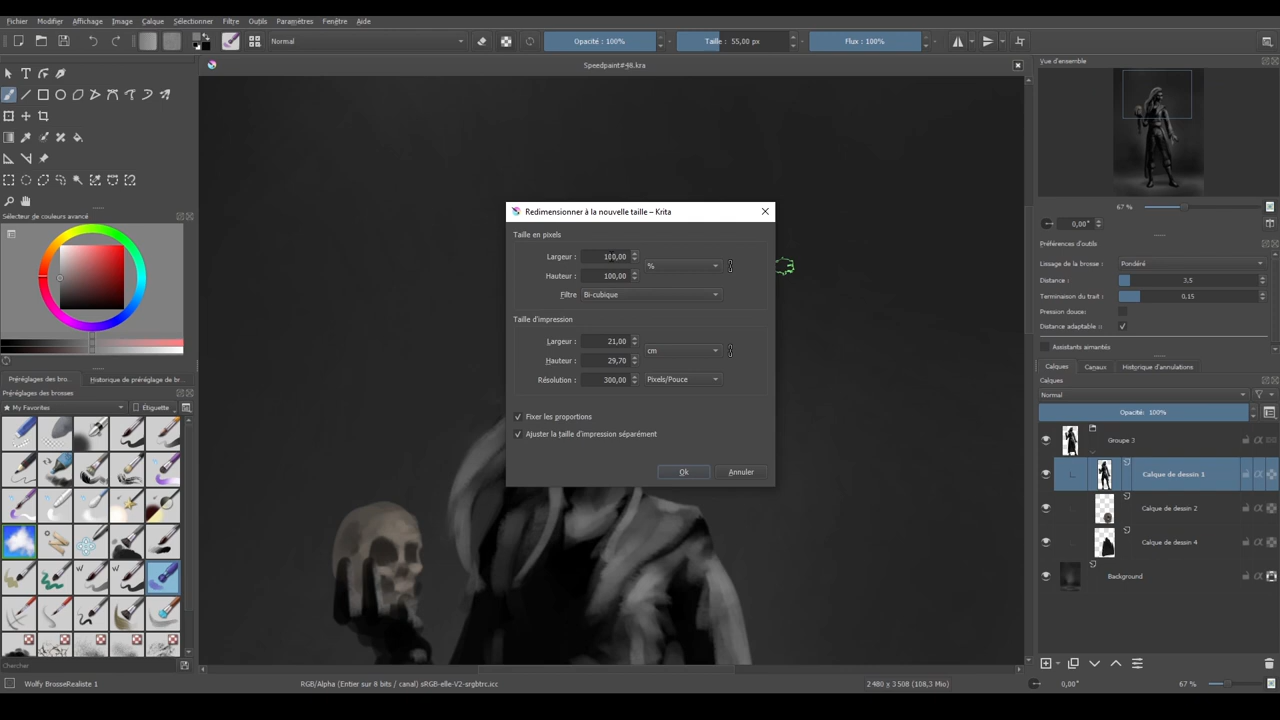 Fichier Modifier Affichage Image Calque Sélectionner Filtre Outils Paramètres Fenêtre Aide
Normal Opacité : 100% Taille : 55,00 px Flux : 100%
Speedpaint#48.kra
Vue d'ensemble
Sélecteur de couleurs avancé
67 %
0,00°
Redimensionner à la nouvelle taille – Krita
Taille en pixels
Largeur : 100,00
%
Hauteur : 100,00
Filtre Bi-cubique
Taille d'impression
Largeur : 21,00
cm
Hauteur : 29,70
Résolution : 300,00 Pixels/Pouce
Fixer les proportions
Ajuster la taille d'impression séparément
Ok Annuler
Préférences d'outils
Lissage de la brosse : Pondéré
Distance : 3,5
Terminaison du trait : 0,15
Pression douce:
Distance adaptable :
Assistants aimantés
Calques Canaux Historique d'annulations
Calques
Normal
Opacité: 100%
Groupe 3
Calque de dessin 1
Calque de dessin 2
Calque de dessin 4
Background
Préréglages des bro... Historique de préréglage de br...
Préréglages des brosses
My Favorites Étiquette
Chercher
Wolfy BrosseRealiste 1 RGB/Alpha (Entier sur 8 bits / canal) sRGB-elle-V2-srgbtrc.icc 2 480 x 3 508 (108,3 Mio) 0,00° 67 %